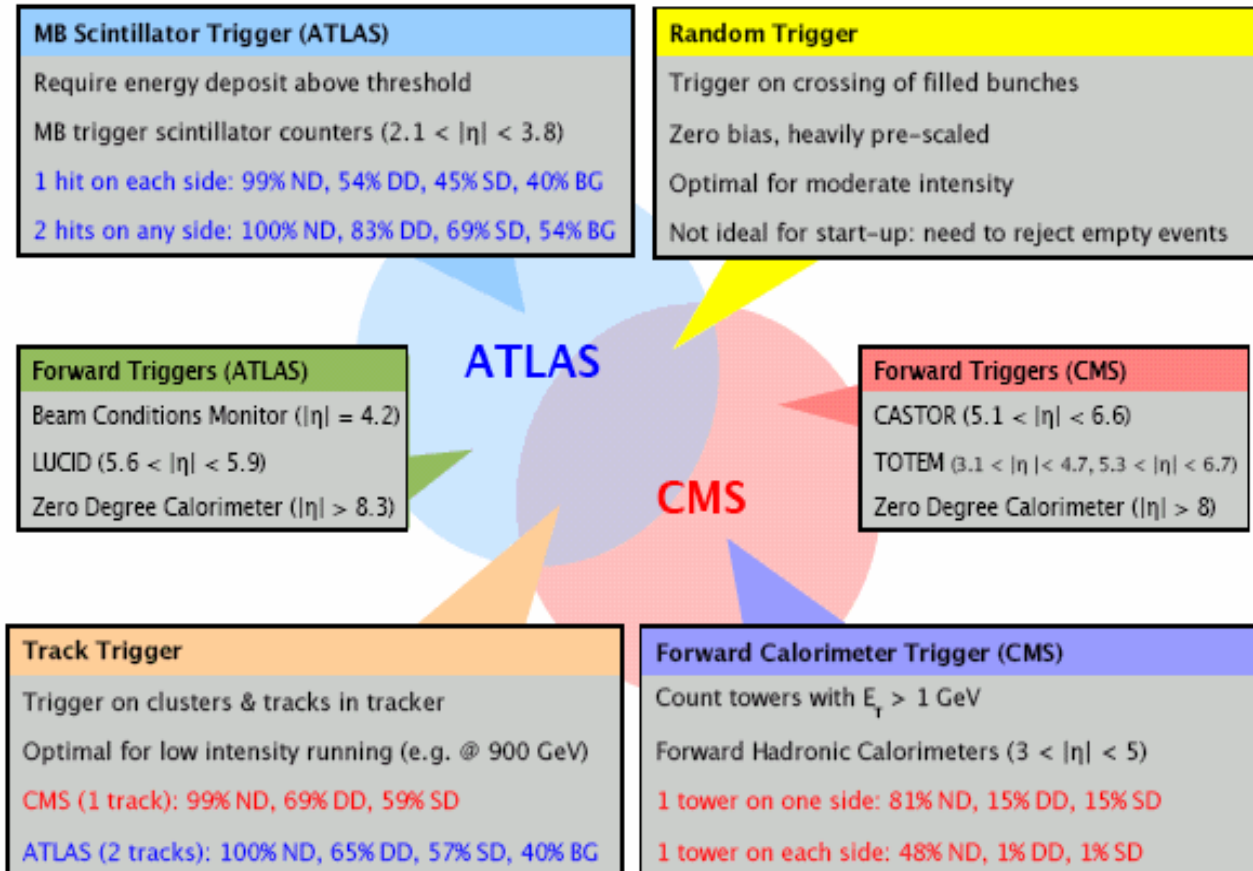 MB Scintillator Trigger (ATLAS)
Require energy deposit above threshold
MB trigger scintillator counters (2.1 < |η| < 3.8)
1 hit on each side: 99% ND, 54% DD, 45% SD, 40% BG
2 hits on any side: 100% ND, 83% DD, 69% SD, 54% BG
Random Trigger
Trigger on crossing of filled bunches
Zero bias, heavily pre-scaled
Optimal for moderate intensity
Not ideal for start-up: need to reject empty events
ATLAS
CMS
Forward Triggers (ATLAS)
Beam Conditions Monitor (|η| = 4.2)
LUCID (5.6 < |η| < 5.9)
Zero Degree Calorimeter (|η| > 8.3)
Forward Triggers (CMS)
CASTOR (5.1 < |η| < 6.6)
TOTEM (3.1 < |η| < 4.7, 5.3 < |η| < 6.7)
Zero Degree Calorimeter (|η| > 8)
Track Trigger
Trigger on clusters & tracks in tracker
Optimal for low intensity running (e.g. @ 900 GeV)
CMS (1 track): 99% ND, 69% DD, 59% SD
ATLAS (2 tracks): 100% ND, 65% DD, 57% SD, 40% BG
Forward Calorimeter Trigger (CMS)
Count towers with E_T > 1 GeV
Forward Hadronic Calorimeters (3 < |η| < 5)
1 tower on one side: 81% ND, 15% DD, 15% SD
1 tower on each side: 48% ND, 1% DD, 1% SD